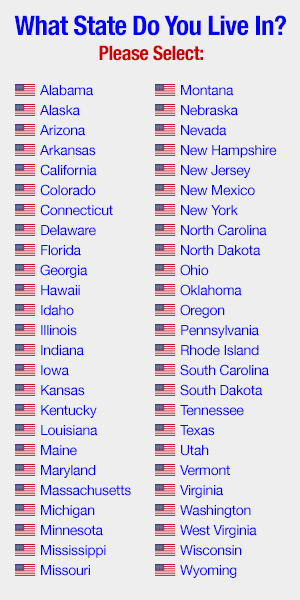 What State Do You Live In?
Please Select:
Alabama
Alaska
Arizona
Arkansas
California
Colorado
Connecticut
Delaware
Florida
Georgia
Hawaii
Idaho
Illinois
Indiana
Iowa
Kansas
Kentucky
Louisiana
Maine
Maryland
Massachusetts
Michigan
Minnesota
Mississippi
Missouri
Montana
Nebraska
Nevada
New Hampshire
New Jersey
New Mexico
New York
North Carolina
North Dakota
Ohio
Oklahoma
Oregon
Pennsylvania
Rhode Island
South Carolina
South Dakota
Tennessee
Texas
Utah
Vermont
Virginia
Washington
West Virginia
Wisconsin
Wyoming